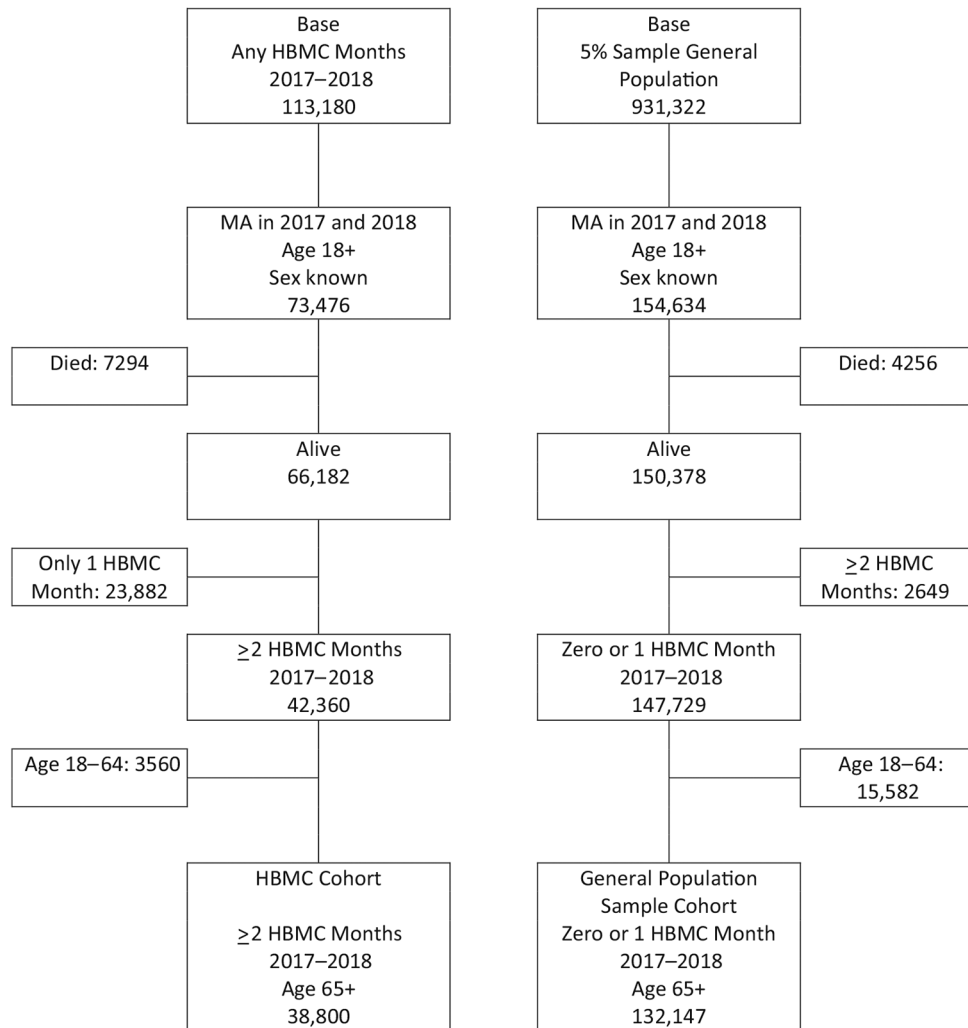 Base
Any HBMC Months
2017–2018
113,180
Base
5% Sample General
Population
931,322
MA in 2017 and 2018
Age 18+
Sex known
73,476
MA in 2017 and 2018
Age 18+
Sex known
154,634
Died: 7294
Died: 4256
Alive
66,182
Alive
150,378
Only 1 HBMC
Month: 23,882
≥2 HBMC
Months: 2649
≥2 HBMC Months
2017–2018
42,360
Zero or 1 HBMC Month
2017–2018
147,729
Age 18–64: 3560
Age 18–64:
15,582
HBMC Cohort
≥2 HBMC Months
2017–2018
Age 65+
38,800
General Population
Sample Cohort
Zero or 1 HBMC Month
2017–2018
Age 65+
132,147